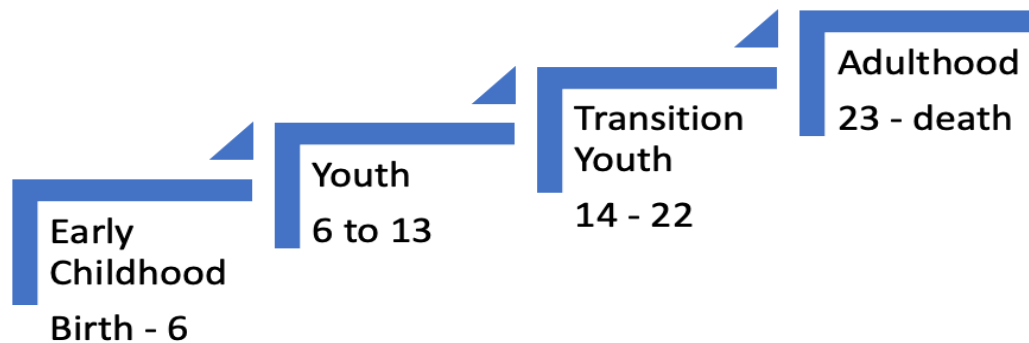 Early
Childhood
Birth - 6
Youth
6 to 13
Transition
Youth
14 - 22
Adulthood
23 - death